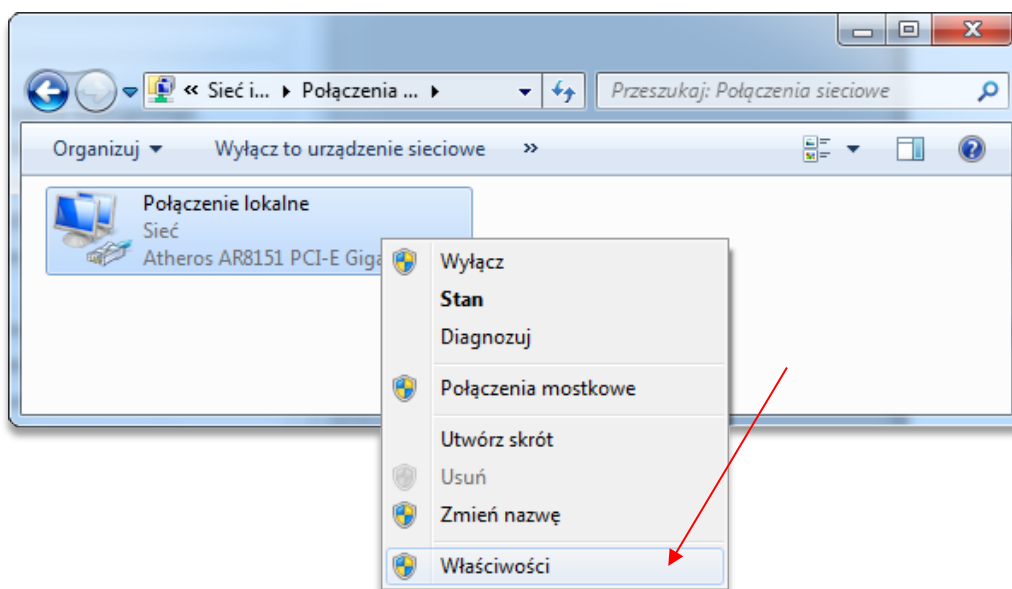 « Sieć i... Połączenia ...
Przeszukaj: Połączenia sieciowe
Organizuj
Wyłącz to urządzenie sieciowe »
Połączenie lokalne
Sieć
Atheros AR8151 PCI-E Giga
Wyłącz
Stan
Diagnozuj
Połączenia mostkowe
Utwórz skrót
Usuń
Zmień nazwę
Właściwości